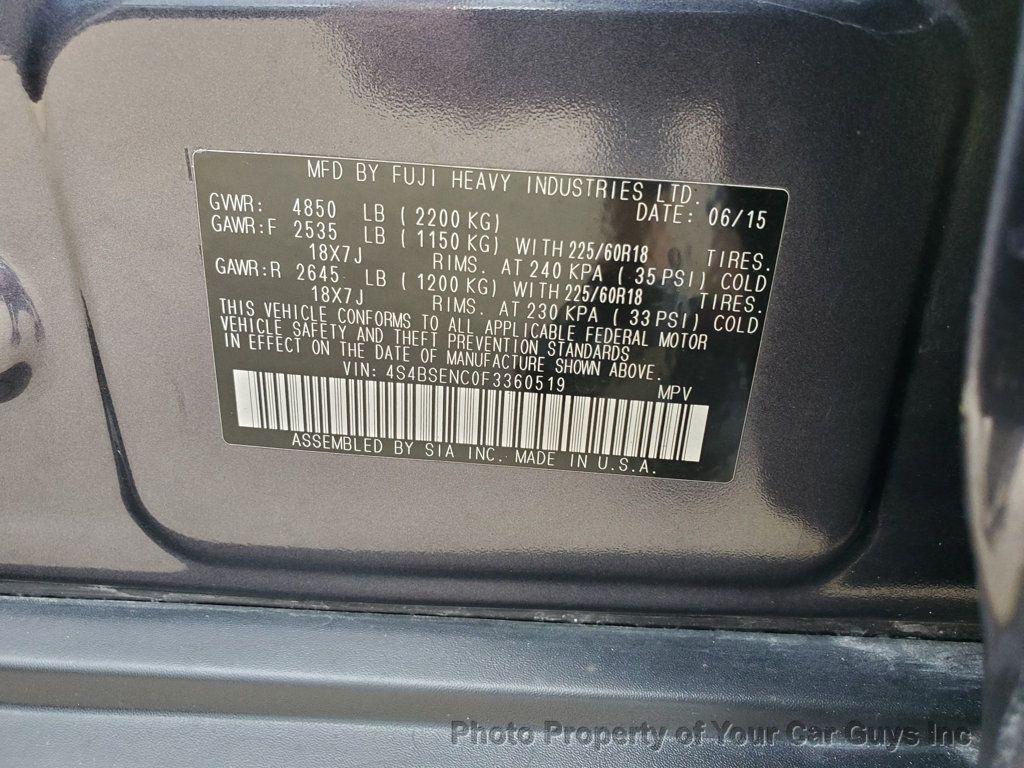 MFD BY FUJI HEAVY INDUSTRIES LTD.
GVWR: 4850 LB ( 2200 KG) DATE: 06/15
GAWR:F 2535 LB ( 1150 KG) WITH 225/60R18 TIRES.
18X7J RIMS. AT 240 KPA ( 35 PSI) COLD
GAWR:R 2645 LB ( 1200 KG) WITH 225/60R18 TIRES.
18X7J RIMS. AT 230 KPA ( 33 PSI) COLD
THIS VEHICLE CONFORMS TO ALL APPLICABLE FEDERAL MOTOR
VEHICLE SAFETY AND THEFT PREVENTION STANDARDS
IN EFFECT ON THE DATE OF MANUFACTURE SHOWN ABOVE.
VIN: 4S4BSENC0F3360519 MPV
ASSEMBLED BY SIA INC. MADE IN U.S.A.
Photo Property of Your Car Guys Inc